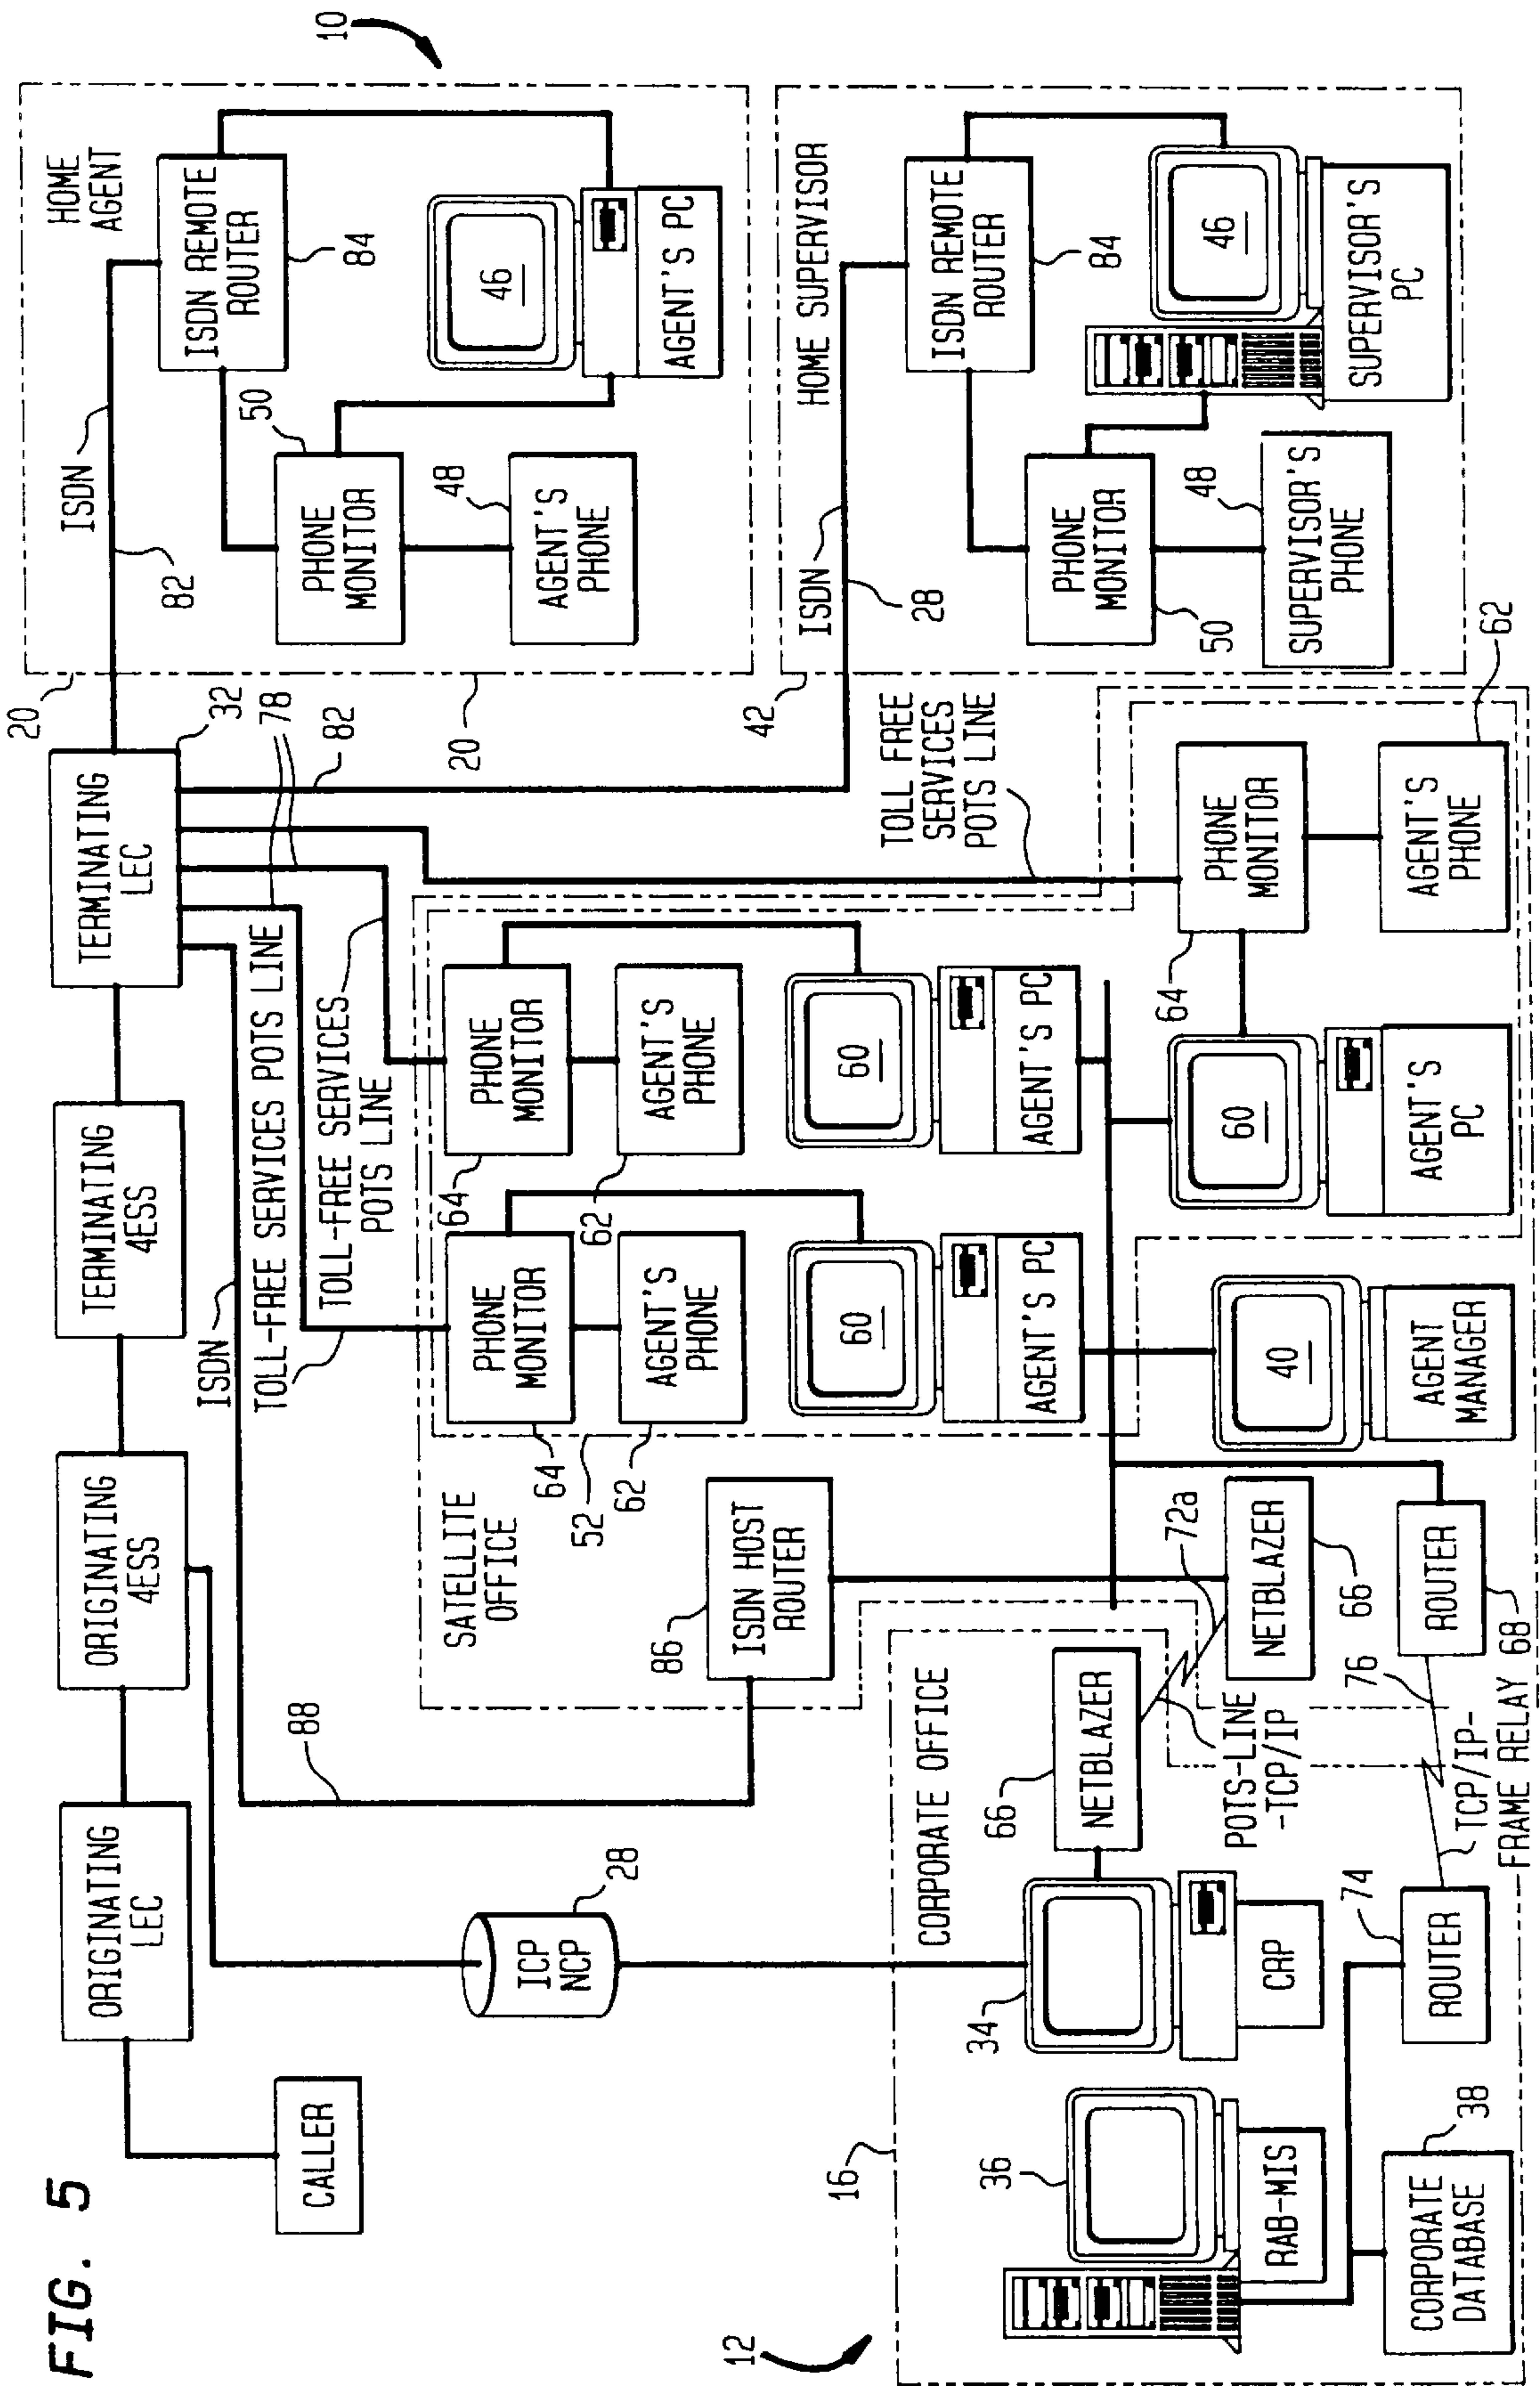 FIG. 5
10
12
CALLER
ORIGINATING
LEC
ORIGINATING
4ESS
TERMINATING
4ESS
TERMINATING
LEC
32
78
82
20
20
ISDN
82
HOME
AGENT
ISDN REMOTE
ROUTER
84
50
PHONE
MONITOR
48
AGENT'S
PHONE
46
AGENT'S PC
42
HOME SUPERVISOR
ISDN
28
ISDN REMOTE
ROUTER
84
PHONE
MONITOR
50
48
SUPERVISOR'S
PHONE
46
SUPERVISOR'S
PC
88
ISDN
TOLL-FREE SERVICES POTS LINE
78
TOLL-FREE SERVICES
POTS LINE
TOLL FREE
SERVICES
POTS LINE
ICP
NCP
28
SATELLITE
OFFICE
52
86
ISDN HOST
ROUTER
PHONE
MONITOR
64
AGENT'S
PHONE
62
60
AGENT'S PC
PHONE
MONITOR
64
AGENT'S
PHONE
62
60
AGENT'S PC
PHONE
MONITOR
64
AGENT'S
PHONE
62
60
AGENT'S
PC
40
AGENT
MANAGER
72a
NETBLAZER
66
ROUTER
68
16
CORPORATE OFFICE
66
NETBLAZER
POTS-LINE
-TCP/IP
76
TCP/IP-
FRAME RELAY
34
CRP
36
RAB-MIS
74
ROUTER
38
CORPORATE
DATABASE